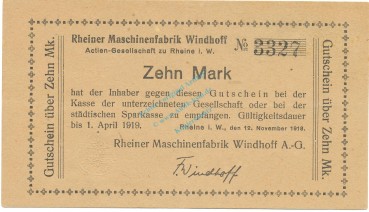 Rheiner Maschinenfabrik Windhoff
Actien-Gesellschaft zu Rheine i. W.
№ 3327
Zehn Mark
hat der Inhaber gegen diesen Gutschein bei der
Kasse der unterzeichneten Gesellschaft oder bei der
städtischen Sparkasse zu empfangen. Gültigkeitsdauer
bis 1. April 1919.
Rheine i. W., den 12. November 1918.
Rheiner Maschinenfabrik Windhoff A.-G.
F. Windhoff
Gutschein über Zehn Mk.
Gutschein über Zehn Mk.